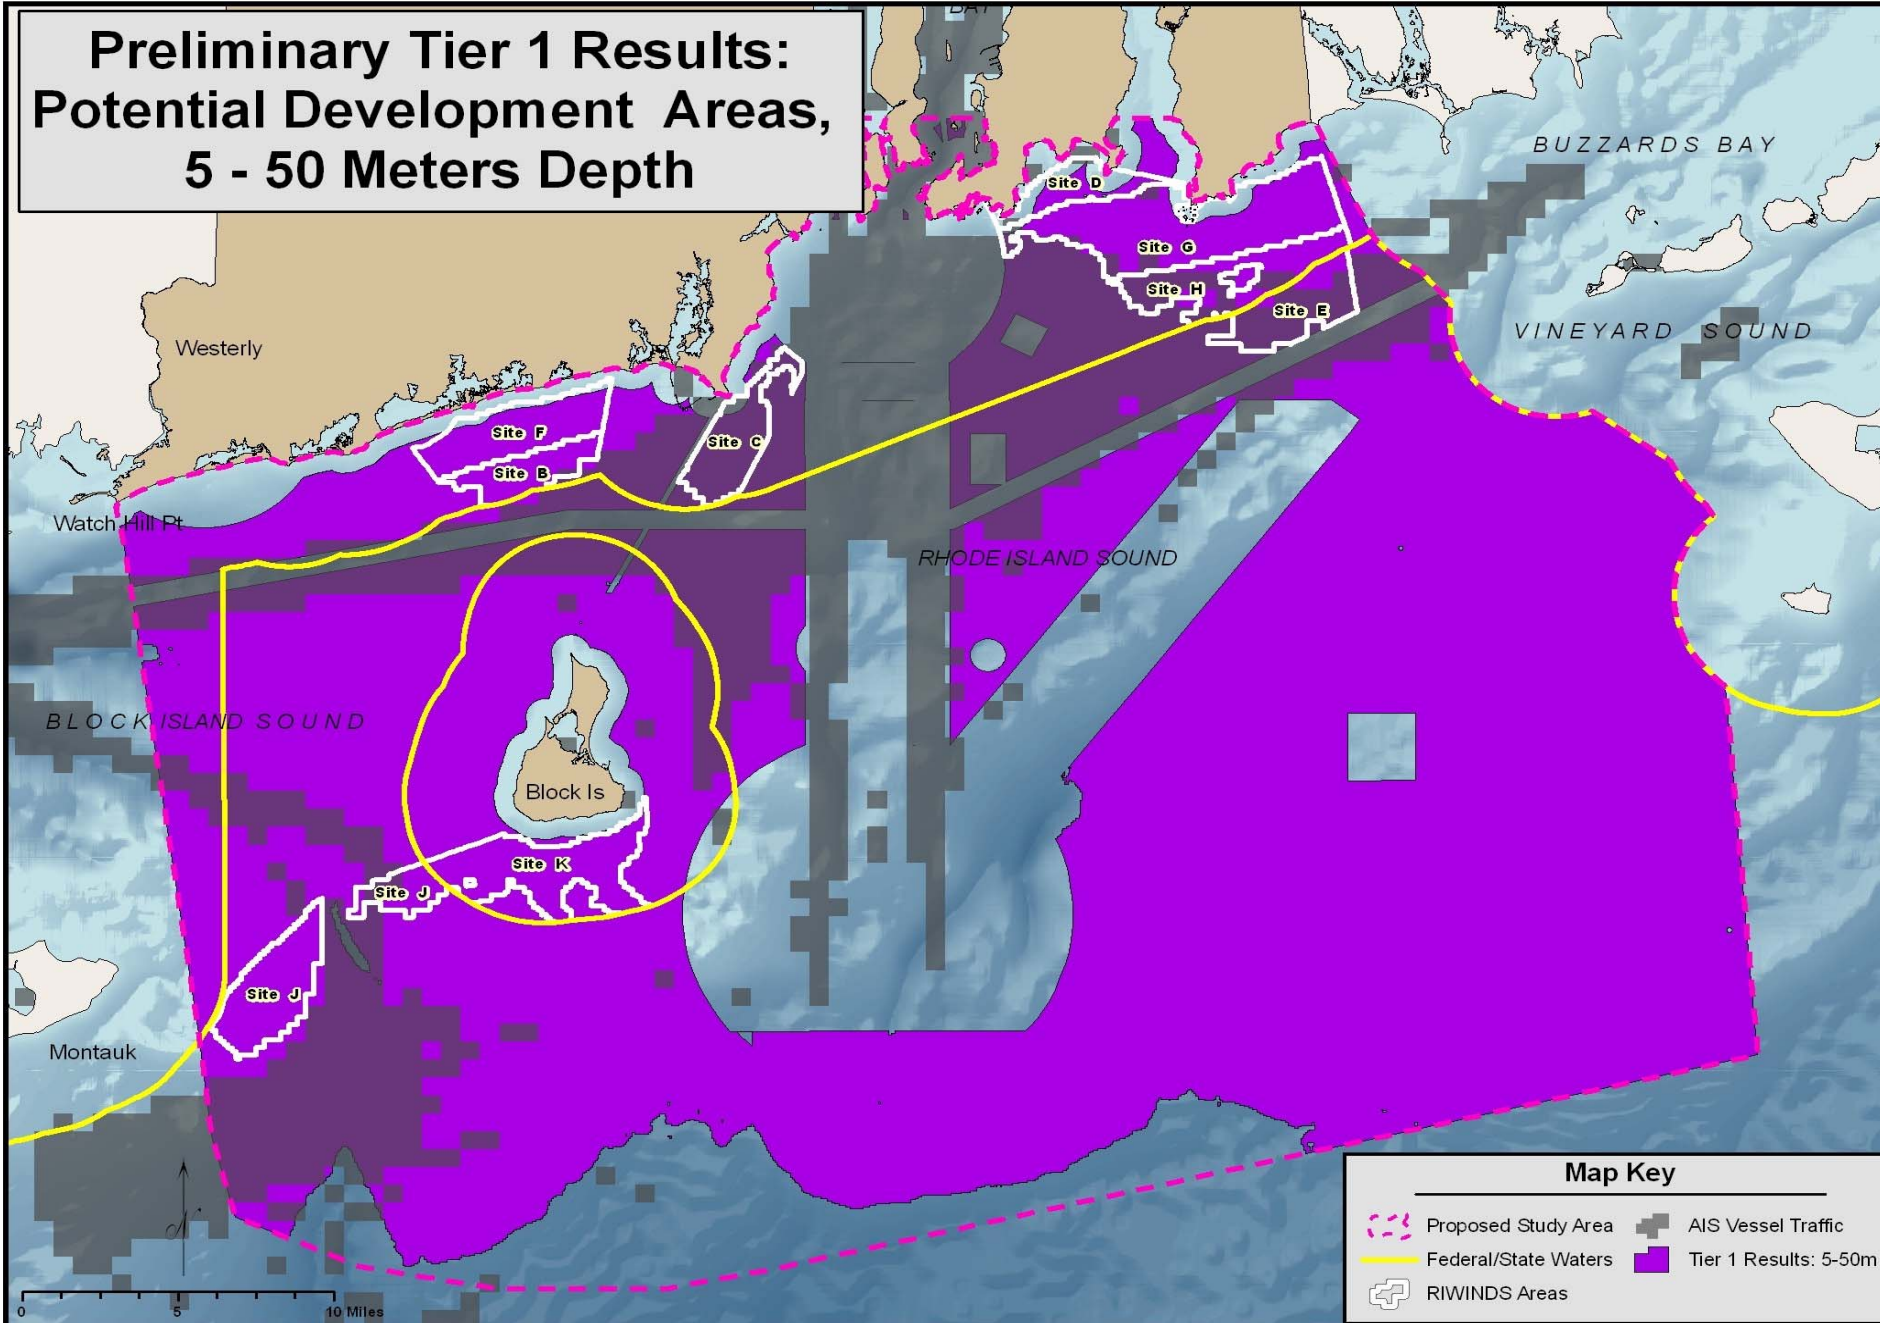 Preliminary Tier 1 Results:
Potential Development Areas,
5 - 50 Meters Depth
BAY
BUZZARDS BAY
Site D
Site G
Site H
Site E
VINEYARD SOUND
Westerly
Site F
Site C
Site B
Watch Hill Pt
RHODE ISLAND SOUND
BLOCK ISLAND SOUND
Block Is
Site K
Site J
Site J
Montauk
N
0 5 10 Miles
Map Key
Proposed Study Area
AIS Vessel Traffic
Federal/State Waters
Tier 1 Results: 5-50m
RIWINDS Areas